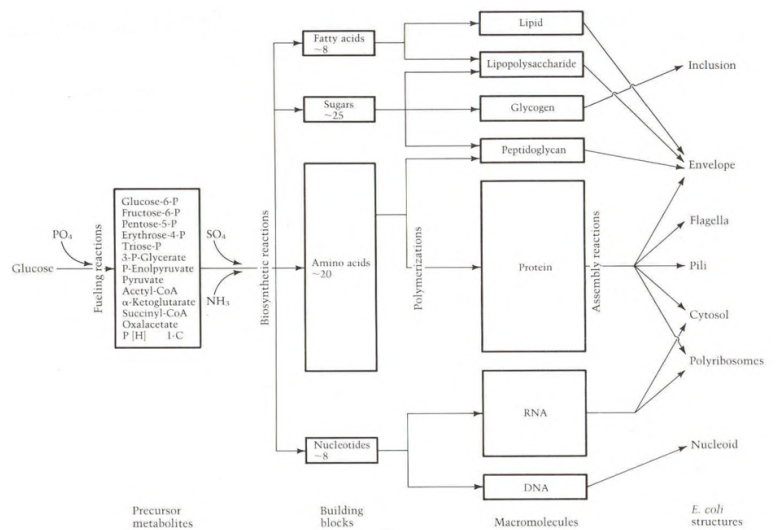 Glucose
PO₄
Fueling reactions
Glucose-6-P
Fructose-6-P
Pentose-5-P
Erythrose-4-P
Triose-P
3-P-Glycerate
P-Enolpyruvate
Pyruvate
Acetyl-CoA
α-Ketoglutarate
Succinyl-CoA
Oxalacetate
P [H] 1-C
SO₄
NH₃
Biosynthetic reactions
Fatty acids
~8
Sugars
~25
Amino acids
~20
Nucleotides
~8
Polymerizations
Lipid
Lipopolysaccharide
Glycogen
Peptidoglycan
Protein
RNA
DNA
Assembly reactions
Inclusion
Envelope
Flagella
Pili
Cytosol
Polyribosomes
Nucleoid
Precursor
metabolites
Building
blocks
Macromolecules
E. coli
structures